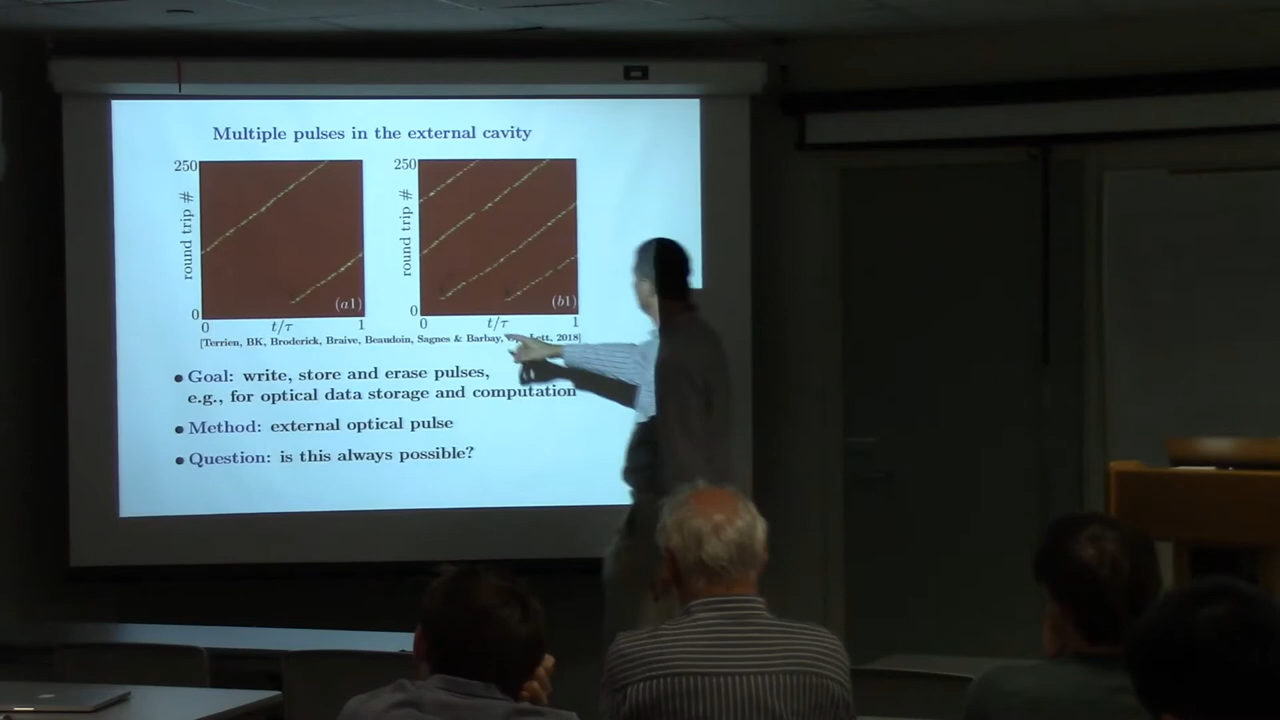 Multiple pulses in the external cavity
250
round trip #
0
(a1)
0
t/τ
1
250
round trip #
0
(b1)
0
t/τ
1
[Terrien, BK, Broderick, Braive, Beaudoin, Sagnes & Barbay, Lett, 2018]
• Goal: write, store and erase pulses,
e.g., for optical data storage and computation
• Method: external optical pulse
• Question: is this always possible?